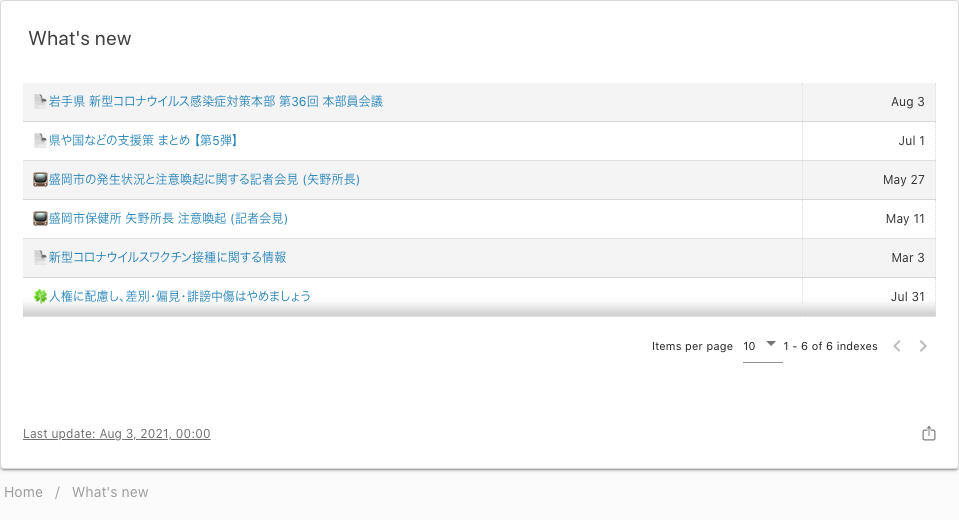 What's new
岩手県 新型コロナウイルス感染症対策本部 第36回 本部員会議 Aug 3
県や国などの支援策 まとめ【第5弾】 Jul 1
盛岡市の発生状況と注意喚起に関する記者会見 (矢野所長) May 27
盛岡市保健所 矢野所長 注意喚起 (記者会見) May 11
新型コロナウイルスワクチン接種に関する情報 Mar 3
人権に配慮し、差別・偏見・誹謗中傷はやめましょう Jul 31
Items per page 10 1 - 6 of 6 indexes
Last update: Aug 3, 2021, 00:00
Home / What's new